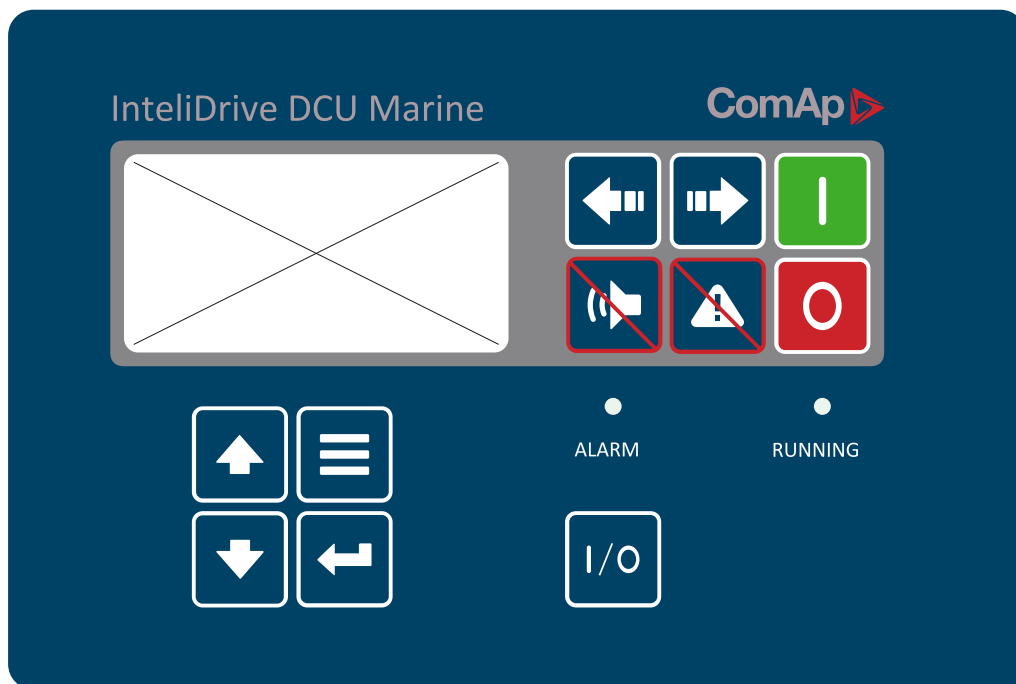 InteliDrive DCU Marine
ComAp
I
O
ALARM
RUNNING
I/O